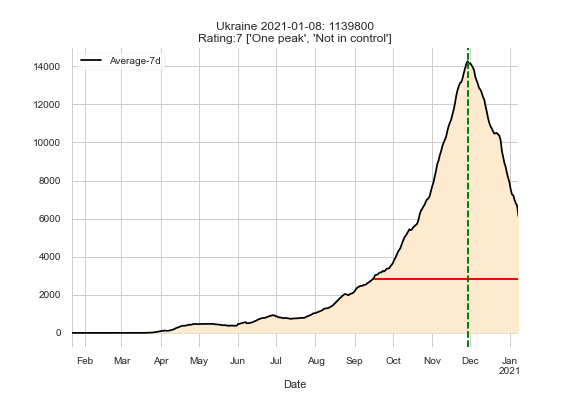 Ukraine 2021-01-08: 1139800
Rating:7 ['One peak', 'Not in control']
Average-7d
14000
12000
10000
8000
6000
4000
2000
0
Feb Mar Apr May Jun Jul Aug Sep Oct Nov Dec Jan
2021
Date